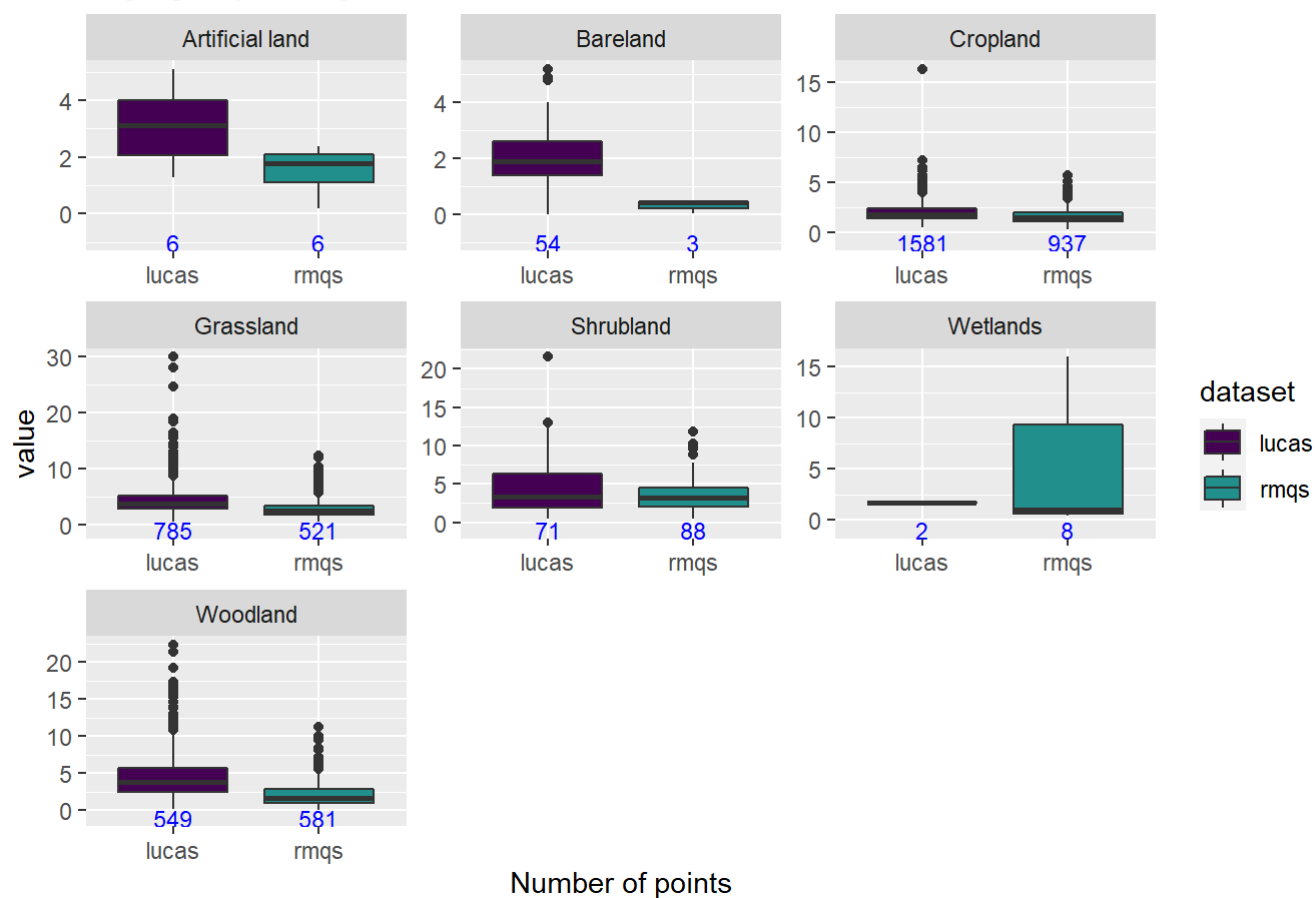 Artificial land Bareland Cropland
4
2
0
6 6
lucas rmqs
4
2
0
54 3
lucas rmqs
15
10
5
0
1581 937
lucas rmqs
Grassland Shrubland Wetlands
30
20
10
0
785 521
lucas rmqs
20
15
10
5
0
71 88
lucas rmqs
15
10
5
0
2 8
lucas rmqs
value
dataset
lucas
rmqs
Woodland
20
15
10
5
0
549 581
lucas rmqs
Number of points